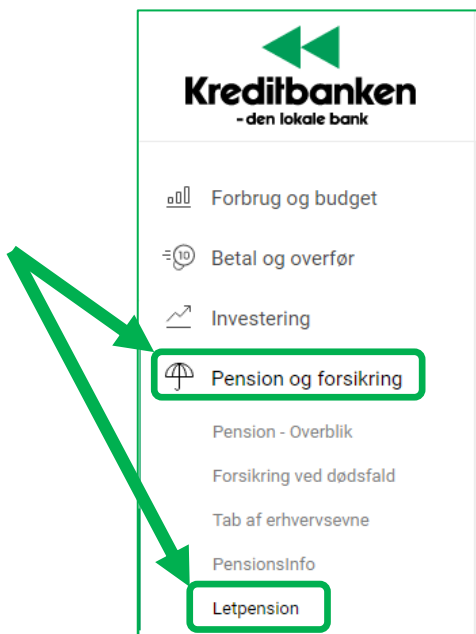 Kreditbanken
- den lokale bank
Forbrug og budget
10
Betal og overfør
Investering
Pension og forsikring
Pension - Overblik
Forsikring ved dødsfald
Tab af erhvervsevne
PensionsInfo
Letpension